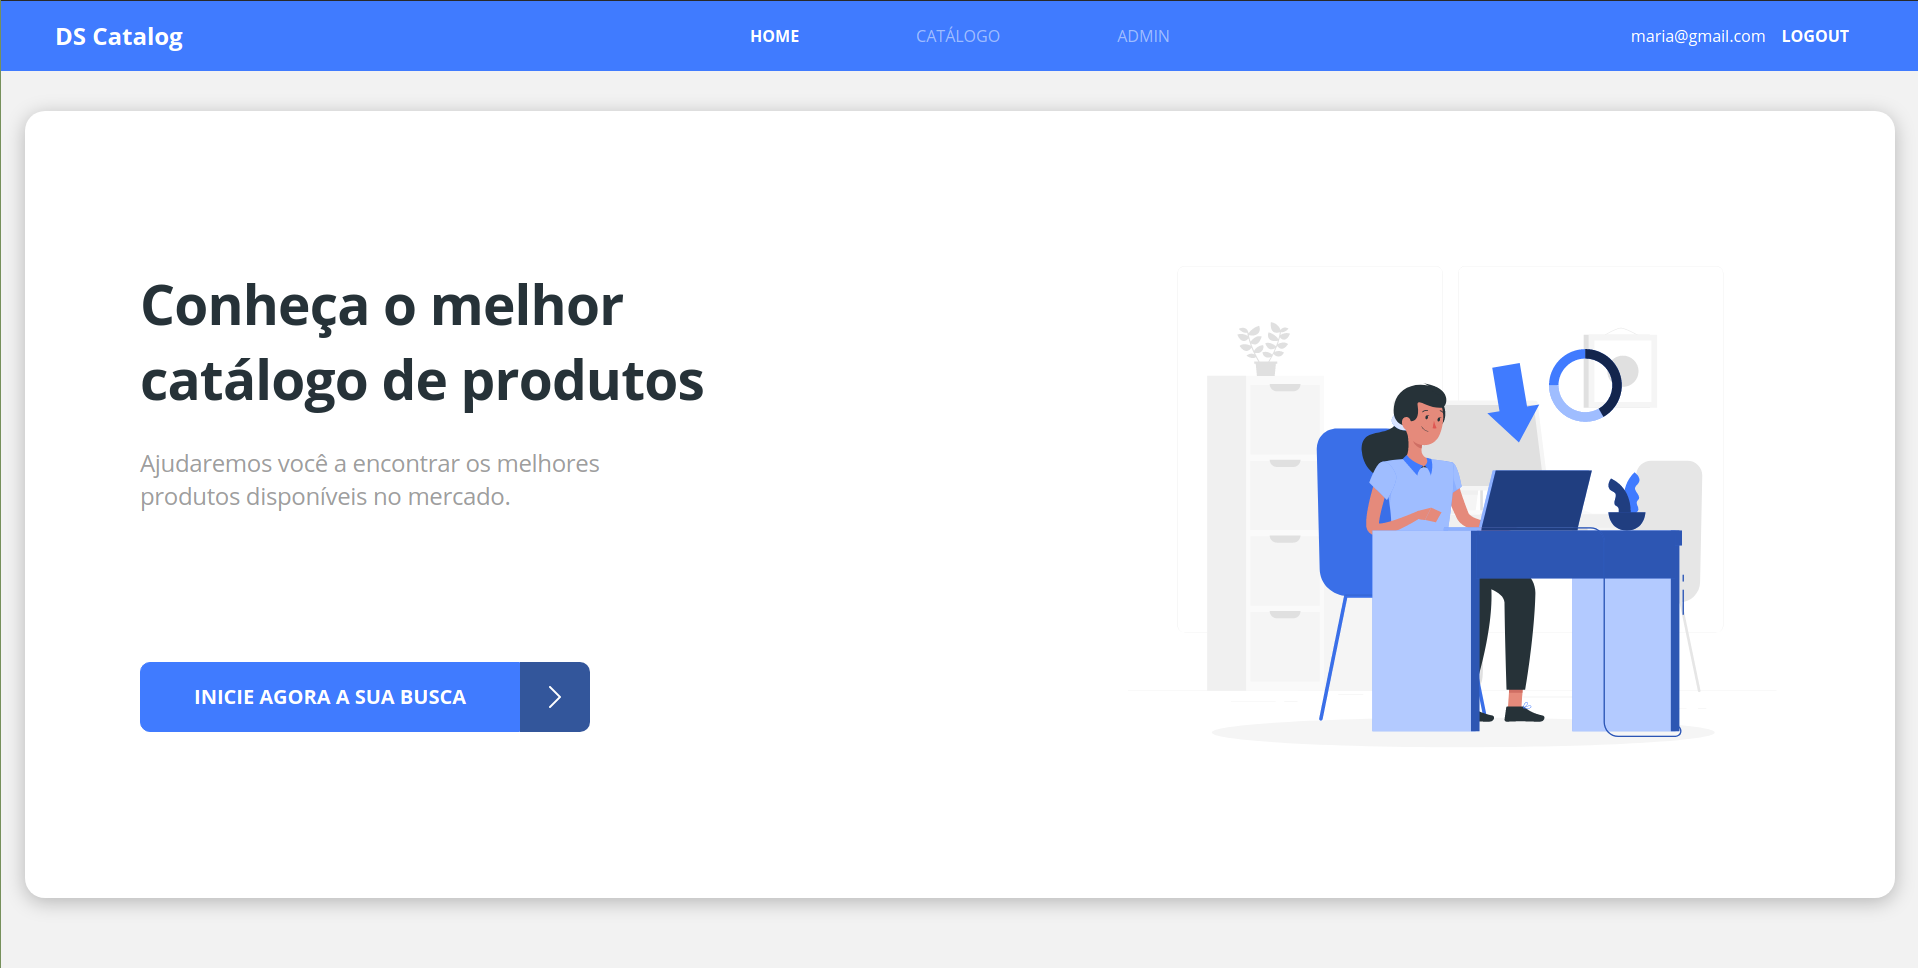 DS Catalog
HOME
CATÁLOGO
ADMIN
maria@gmail.com
LOGOUT
Conheça o melhor
catálogo de produtos
Ajudaremos você a encontrar os melhores
produtos disponíveis no mercado.
INICIE AGORA A SUA BUSCA